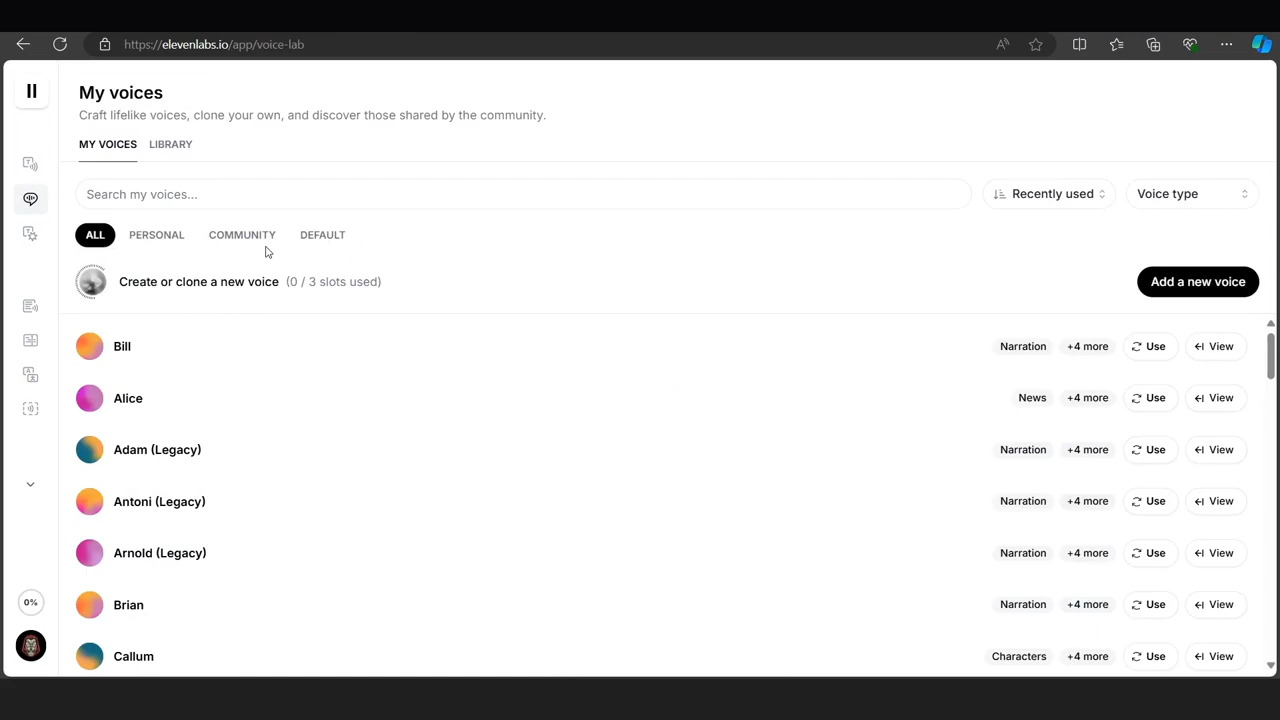 https://elevenlabs.io/app/voice-lab
My voices
Craft lifelike voices, clone your own, and discover those shared by the community.
MY VOICES LIBRARY
Search my voices... Recently used Voice type
ALL PERSONAL COMMUNITY DEFAULT
Create or clone a new voice (0 / 3 slots used) Add a new voice
Bill Narration +4 more Use View
Alice News +4 more Use View
Adam (Legacy) Narration +4 more Use View
Antoni (Legacy) Narration +4 more Use View
Arnold (Legacy) Narration +4 more Use View
Brian Narration +4 more Use View
0%
Callum Characters +4 more Use View